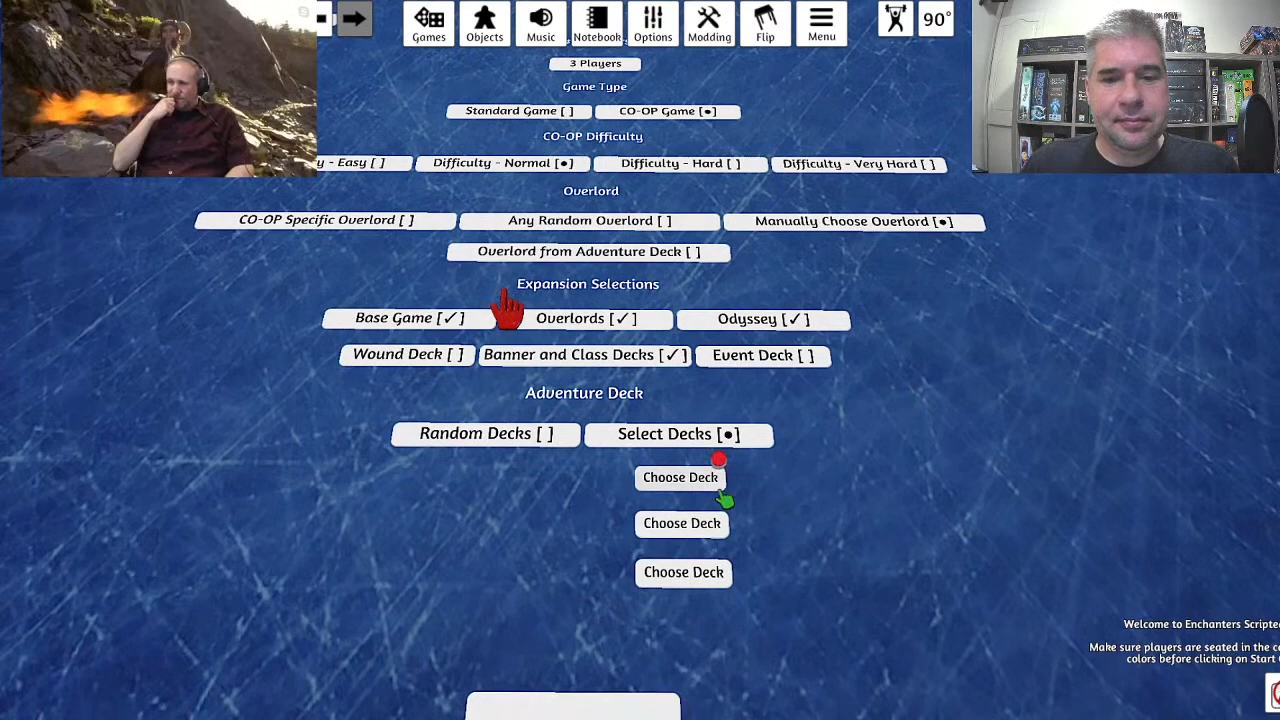 Games Objects Music Notebook Options Modding Flip Menu 90°
3 Players
Game Type
Standard Game [ ] CO-OP Game [•]
CO-OP Difficulty
y - Easy [ ] Difficulty - Normal [•] Difficulty - Hard [ ] Difficulty - Very Hard [ ]
Overlord
CO-OP Specific Overlord [ ] Any Random Overlord [ ] Manually Choose Overlord [•]
Overlord from Adventure Deck [ ]
Expansion Selections
Base Game [✓] Overlords [✓] Odyssey [✓]
Wound Deck [ ] Banner and Class Decks [✓] Event Deck [ ]
Adventure Deck
Random Decks [ ] Select Decks [•]
Choose Deck
Choose Deck
Choose Deck
Welcome to Enchanters Scripte
Make sure players are seated in the co
colors before clicking on Start